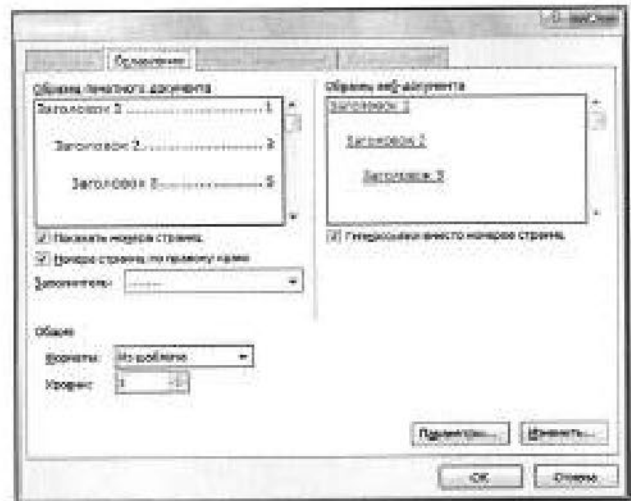 Оглавление
Образец печатного документа
Заголовок 1 ................................ 1
Заголовок 2 ............................ 3
Заголовок 3 ........................ 5
Показать номера страниц
Номера страниц по правому краю
Заполнитель: .......
Образец веб-документа
Заголовок 1
Заголовок 2
Заголовок 3
Гиперссылки вместо номеров страниц
Общие
Форматы: Из шаблона
Уровни:
Параметры... Изменить...
ОК Отмена